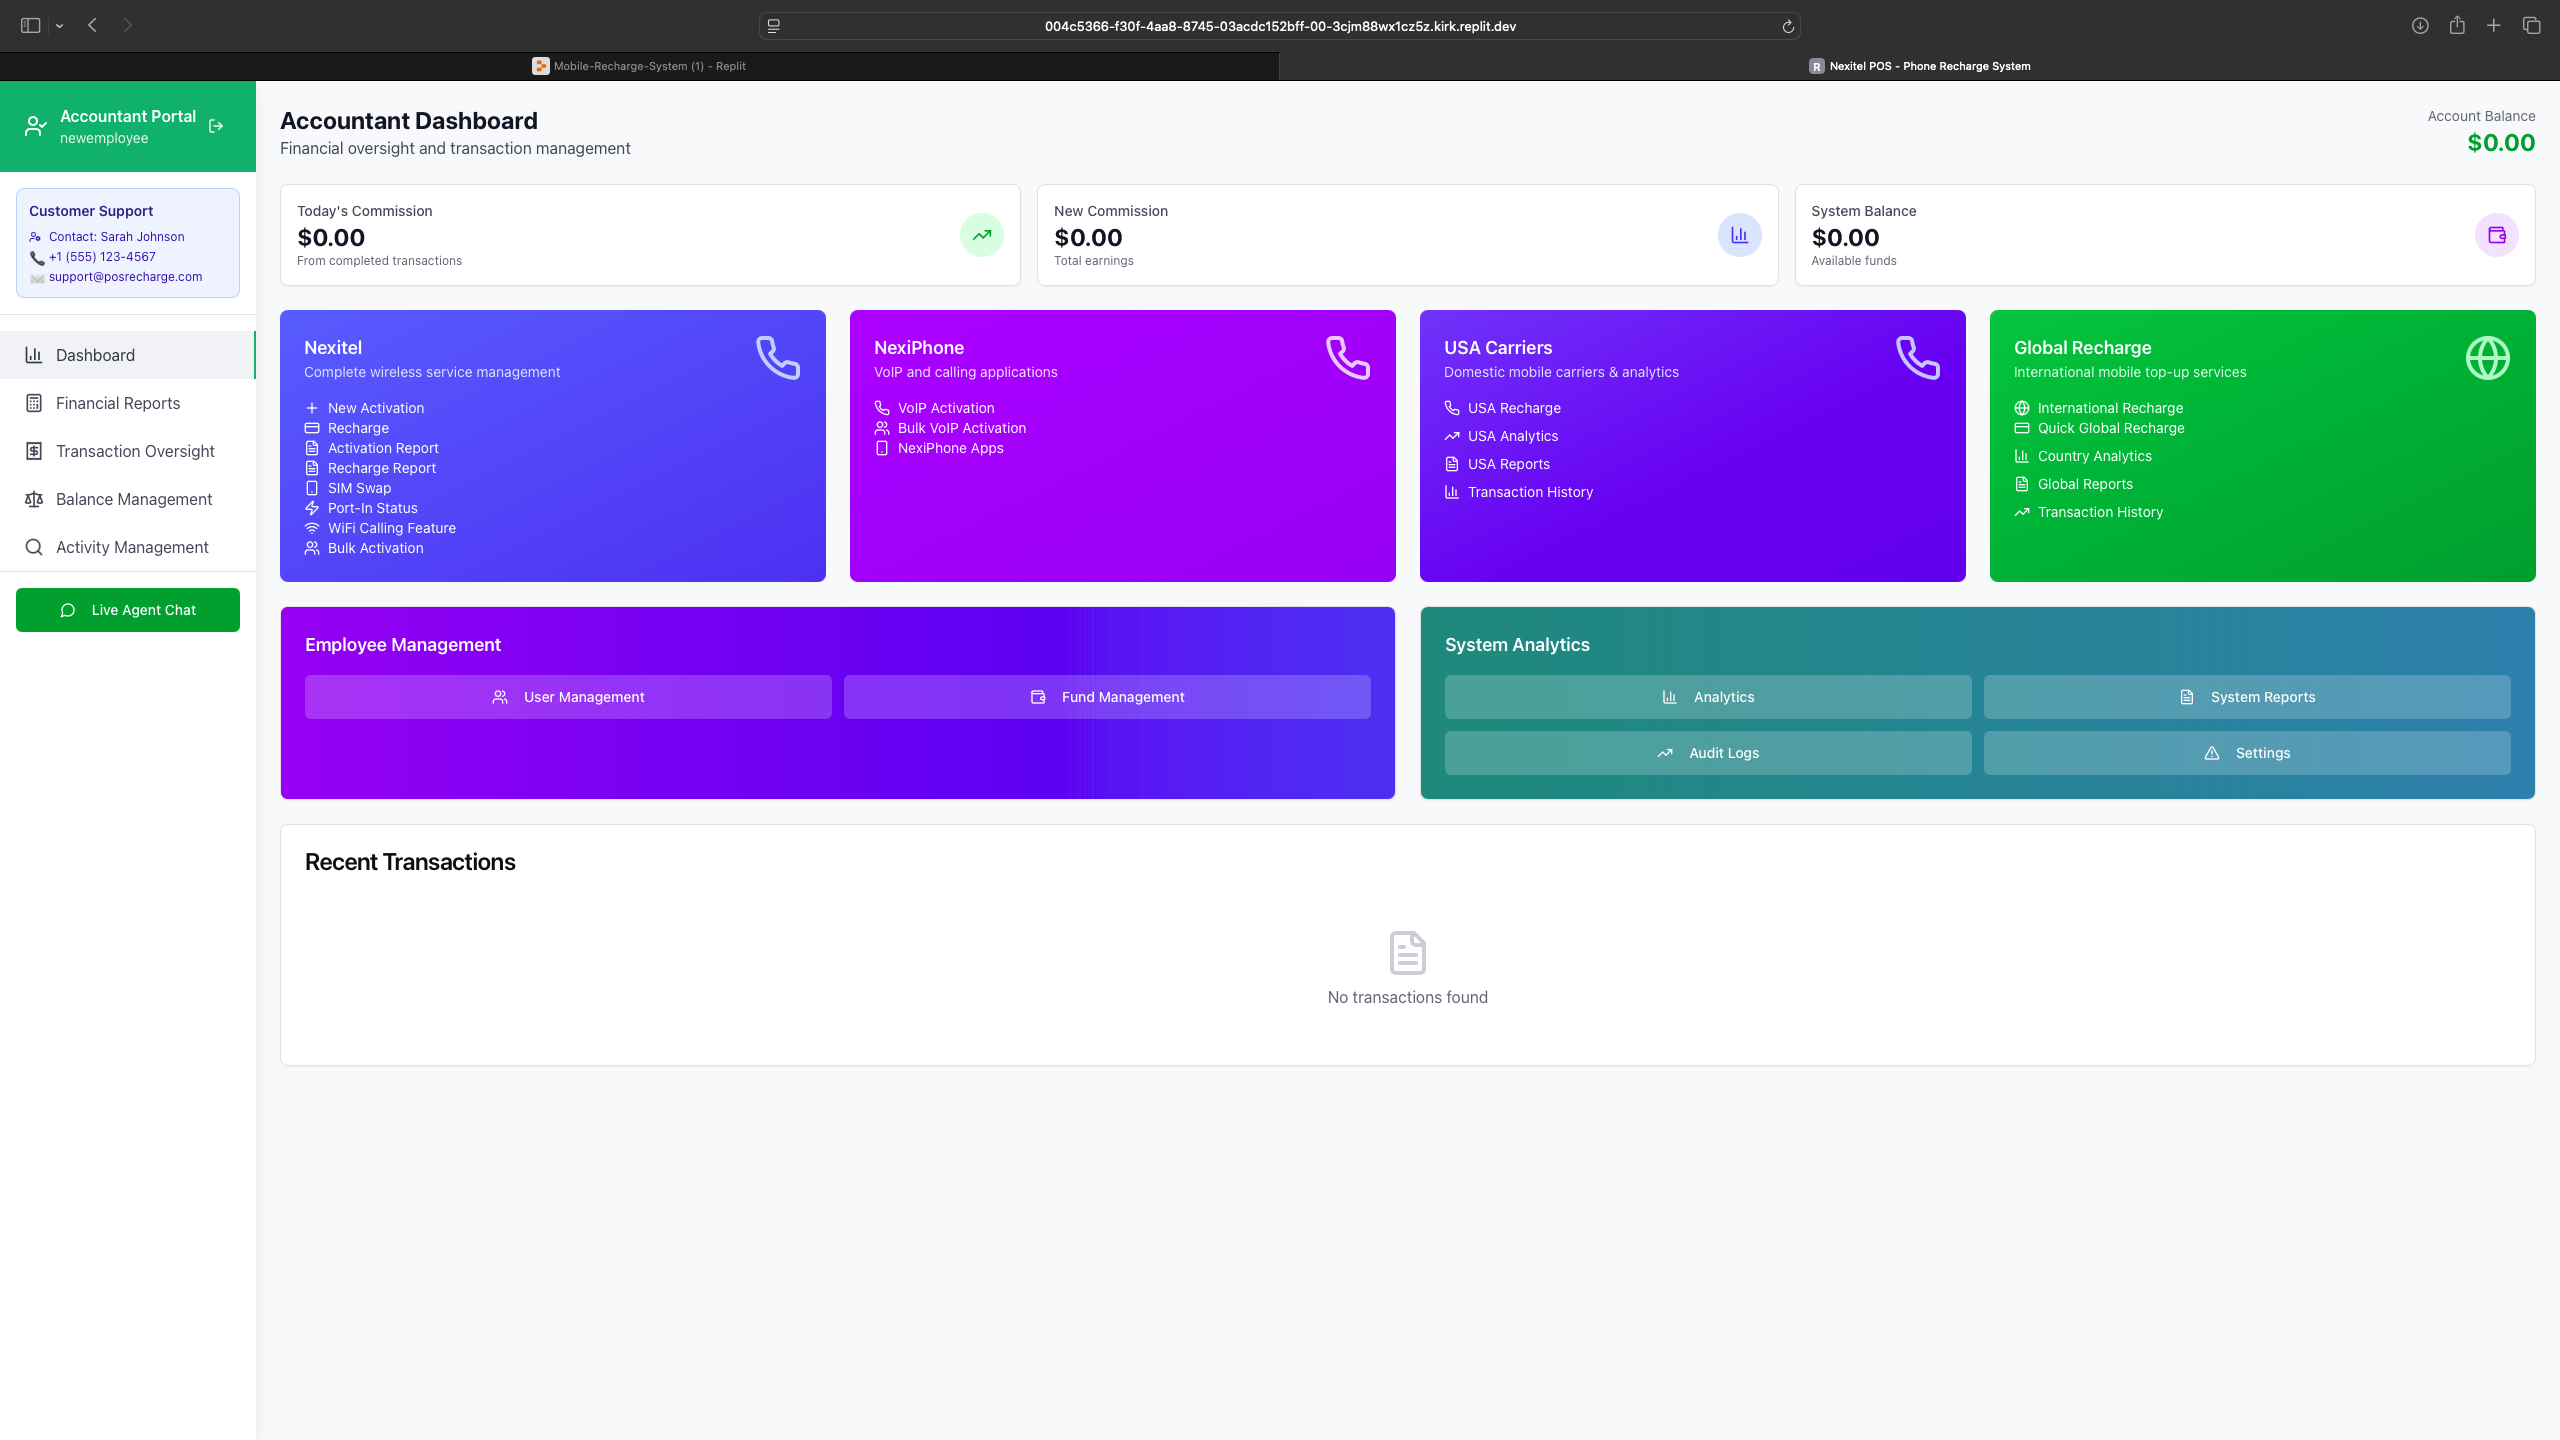 004c5366-f30f-4aa8-8745-03acdc152bff-00-3cjm88wx1cz5z.kirk.replit.dev
Mobile-Recharge-System (1) - Replit
R Nexitel POS - Phone Recharge System
Accountant Portal
newemployee
Customer Support
Contact: Sarah Johnson
+1 (555) 123-4567
support@posrecharge.com
Dashboard
Financial Reports
Transaction Oversight
Balance Management
Activity Management
Live Agent Chat
Accountant Dashboard
Financial oversight and transaction management
Account Balance
$0.00
Today's Commission
$0.00
From completed transactions
New Commission
$0.00
Total earnings
System Balance
$0.00
Available funds
Nexitel
Complete wireless service management
New Activation
Recharge
Activation Report
Recharge Report
SIM Swap
Port-In Status
WiFi Calling Feature
Bulk Activation
NexiPhone
VoIP and calling applications
VoIP Activation
Bulk VoIP Activation
NexiPhone Apps
USA Carriers
Domestic mobile carriers & analytics
USA Recharge
USA Analytics
USA Reports
Transaction History
Global Recharge
International mobile top-up services
International Recharge
Quick Global Recharge
Country Analytics
Global Reports
Transaction History
Employee Management
User Management
Fund Management
System Analytics
Analytics
System Reports
Audit Logs
Settings
Recent Transactions
No transactions found